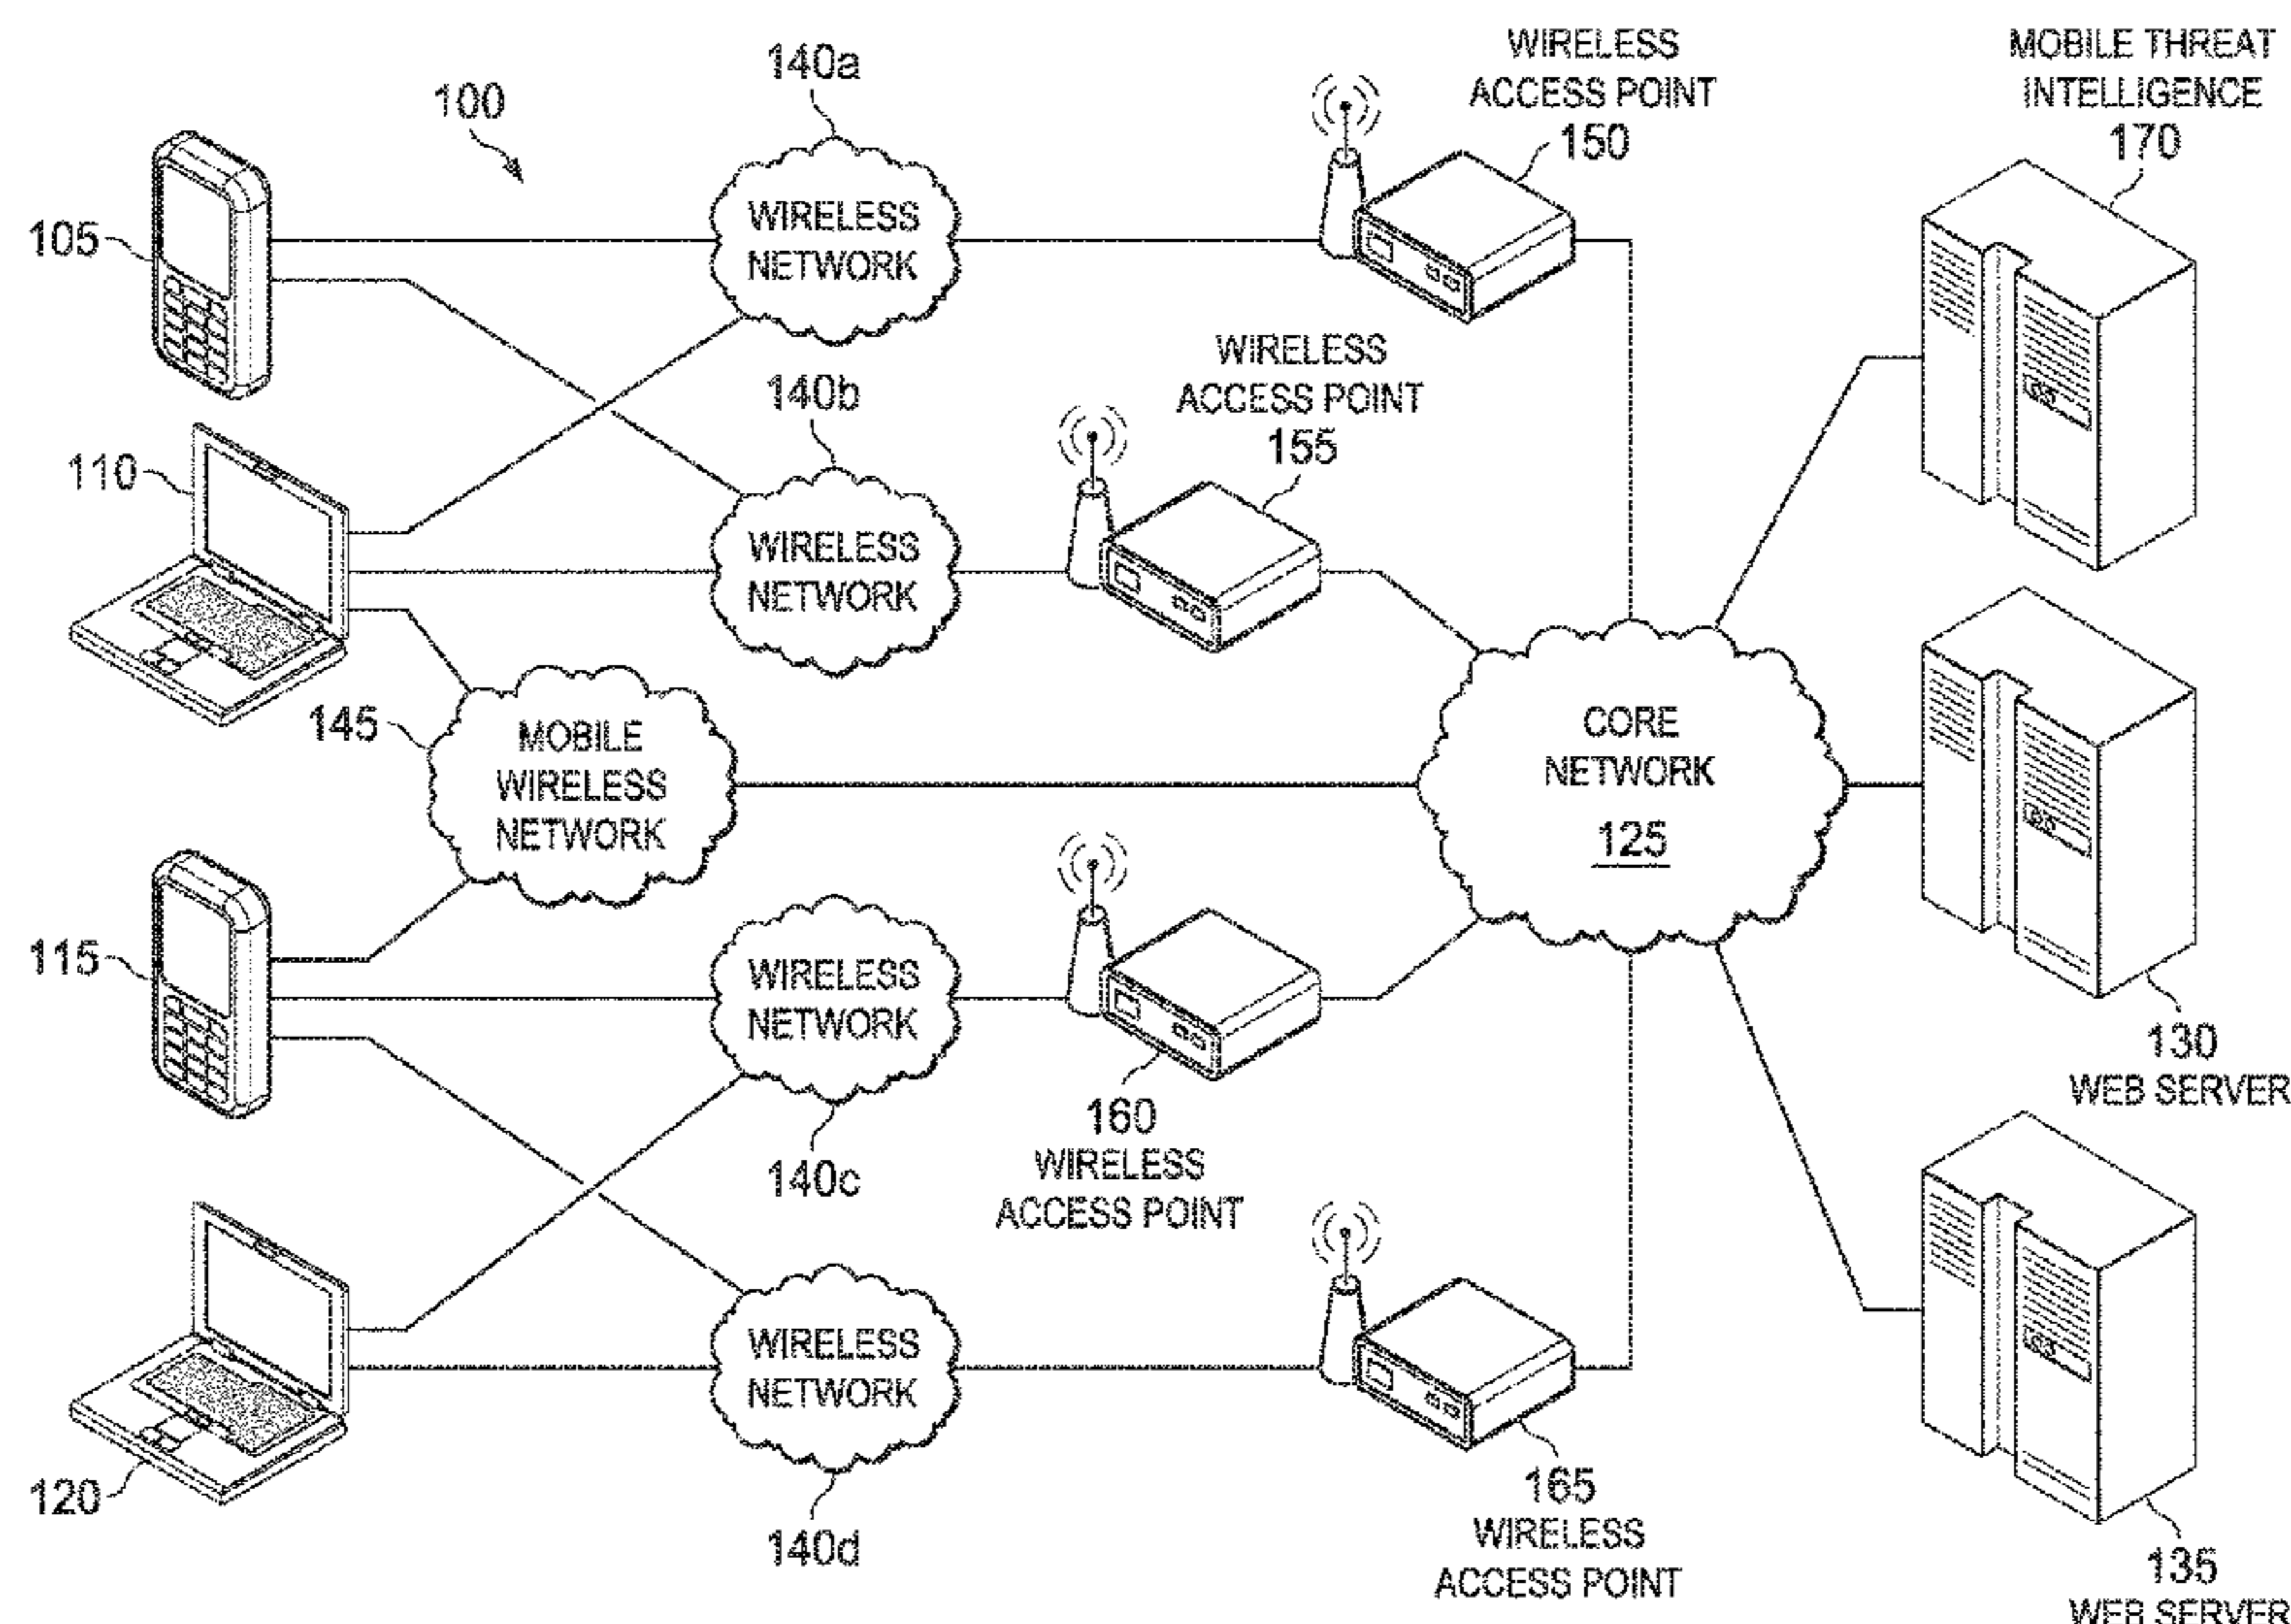 140a
WIRELESS
ACCESS POINT
150
MOBILE THREAT
INTELLIGENCE
170
100
105
WIRELESS
NETWORK
140b
WIRELESS
ACCESS POINT
155
110
WIRELESS
NETWORK
145
MOBILE
WIRELESS
NETWORK
CORE
NETWORK
125
115
WIRELESS
NETWORK
130
WEB SERVER
160
WIRELESS
ACCESS POINT
140c
WIRELESS
NETWORK
120
140d
165
WIRELESS
ACCESS POINT
135
WEB SERVER